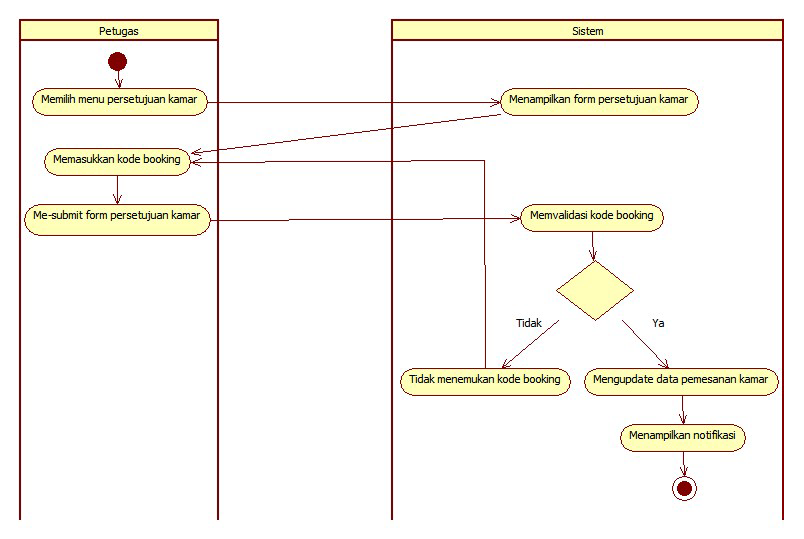 Petugas
Sistem
Memilih menu persetujuan kamar
Menampilkan form persetujuan kamar
Memasukkan kode booking
Me-submit form persetujuan kamar
Memvalidasi kode booking
Tidak
Ya
Tidak menemukan kode booking
Mengupdate data pemesanan kamar
Menampilkan notifikasi